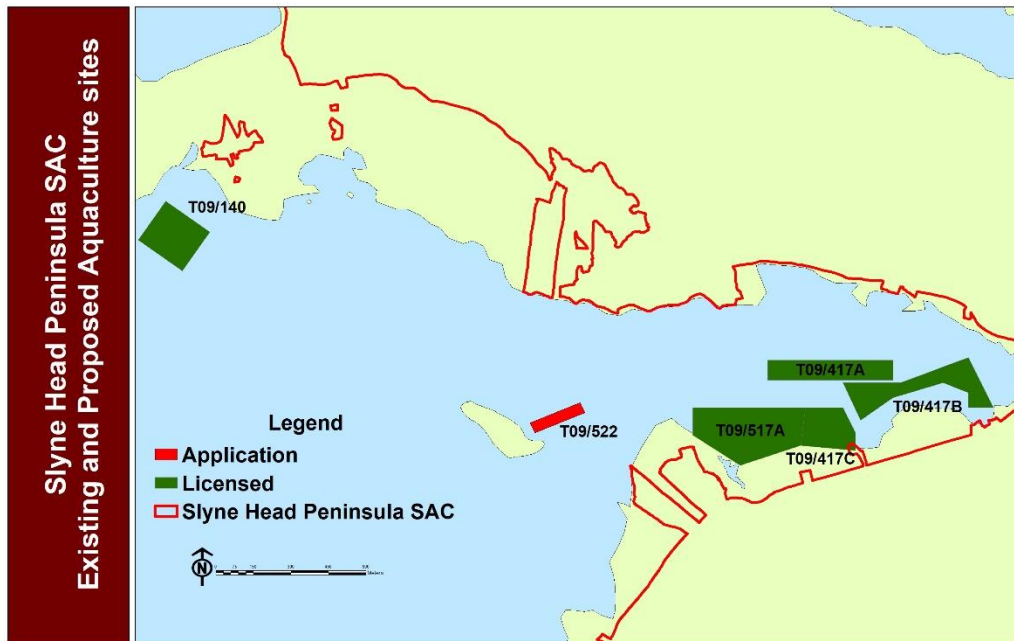 Slyne Head Peninsula SAC
Existing and Proposed Aquaculture sites
T09/140
T09/417A
T09/417B
T09/517A
T09/522
T09/417C
Legend
Application
Licensed
Slyne Head Peninsula SAC
N